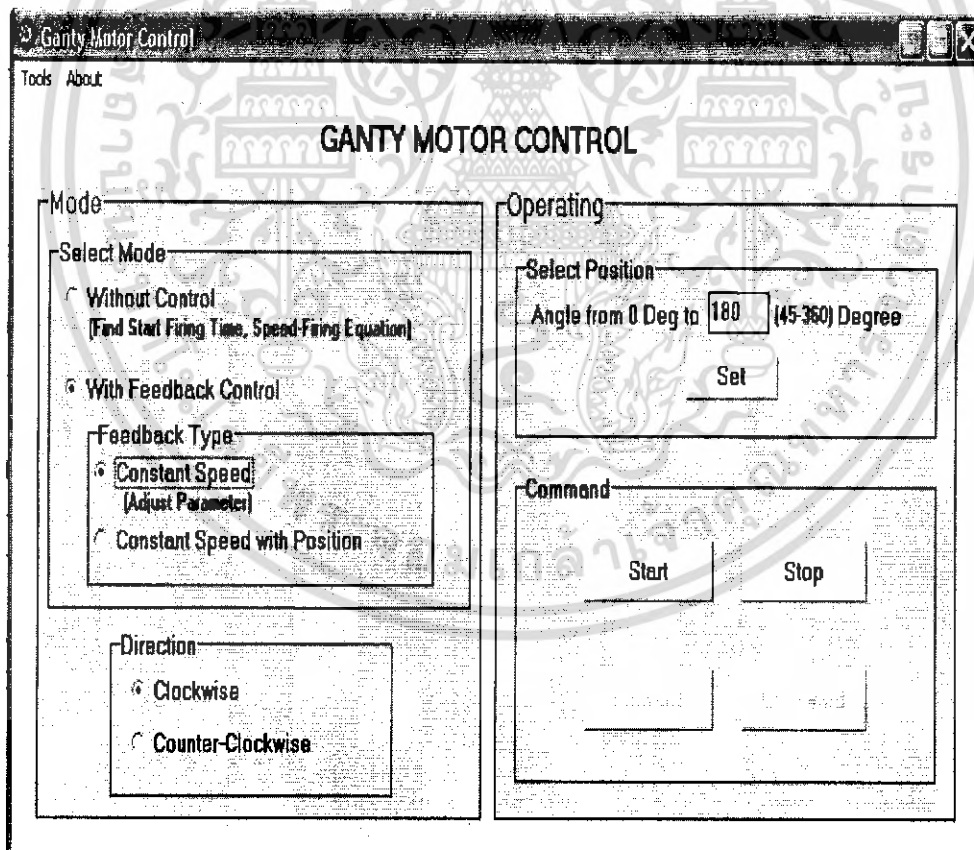 Ganty Motor Control
Tools About
GANTY MOTOR CONTROL
Mode
Select Mode
Without Control
(Find Start Firing Time, Speed-Firing Equation)
With Feedback Control
Feedback Type
Constant Speed
(Adjust Parameter)
Constant Speed with Position
Direction
Clockwise
Counter-Clockwise
Operating
Select Position
Angle from 0 Deg to 180 (45-360) Degree
Set
Command
Start Stop